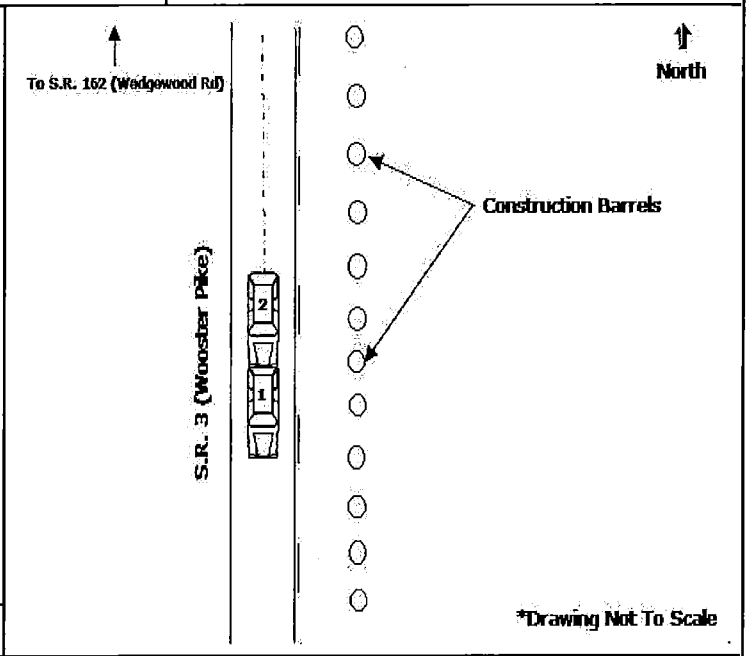 North
To S.R. 162 (Wedgewood Rd)
Construction Barrels
S.R. 3 (Wooster Pike)
2
1
*Drawing Not To Scale